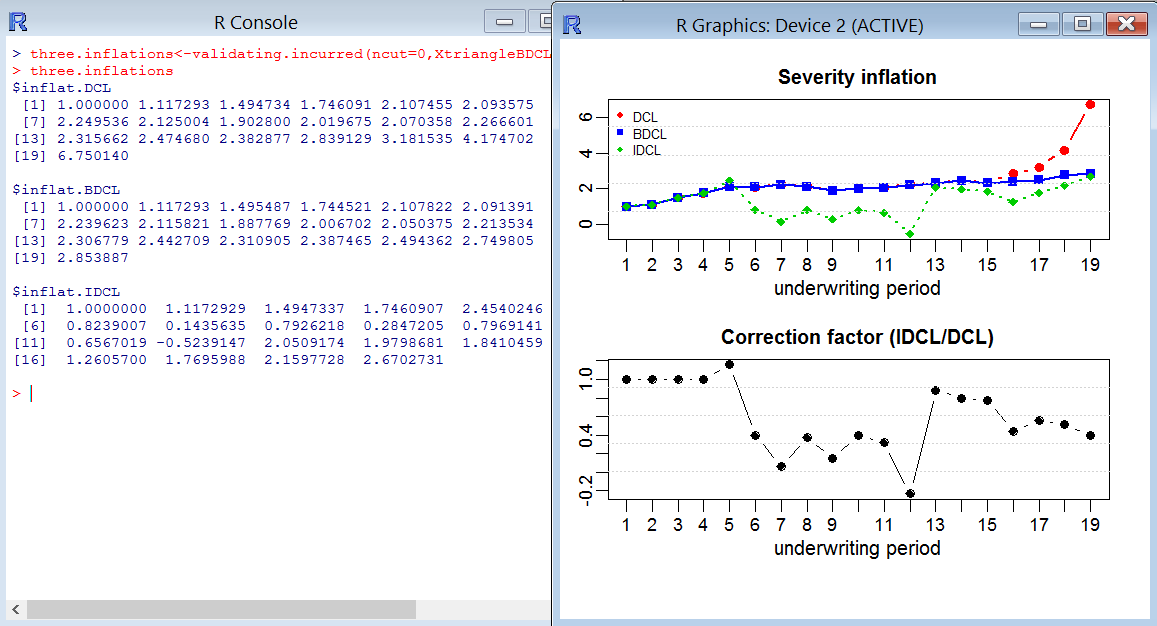 R Console
> three.inflations<-validating.incurred(ncut=0,XtriangleBDCL
> three.inflations
$inflat.DCL
[1] 1.000000 1.117293 1.494734 1.746091 2.107455 2.093575
[7] 2.249536 2.125004 1.902800 2.019675 2.070358 2.266601
[13] 2.315662 2.474680 2.382877 2.839129 3.181535 4.174702
[19] 6.750140
$inflat.BDCL
[1] 1.000000 1.117293 1.495487 1.744521 2.107822 2.091391
[7] 2.239623 2.115821 1.887769 2.006702 2.050375 2.213534
[13] 2.306779 2.442709 2.310905 2.387465 2.494362 2.749805
[19] 2.853887
$inflat.IDCL
[1] 1.0000000 1.1172929 1.4947337 1.7460907 2.4540246
[6] 0.8239007 0.1435635 0.7926218 0.2847205 0.7969141
[11] 0.6567019 -0.5239147 2.0509174 1.9798681 1.8410459
[16] 1.2605700 1.7695988 2.1597728 2.6702731
>
R Graphics: Device 2 (ACTIVE)
Severity inflation
DCL
BDCL
IDCL
6
4
2
0
1 2 3 4 5 6 7 8 9 11 13 15 17 19
underwriting period
Correction factor (IDCL/DCL)
1.0
0.4
-0.2
1 2 3 4 5 6 7 8 9 11 13 15 17 19
underwriting period